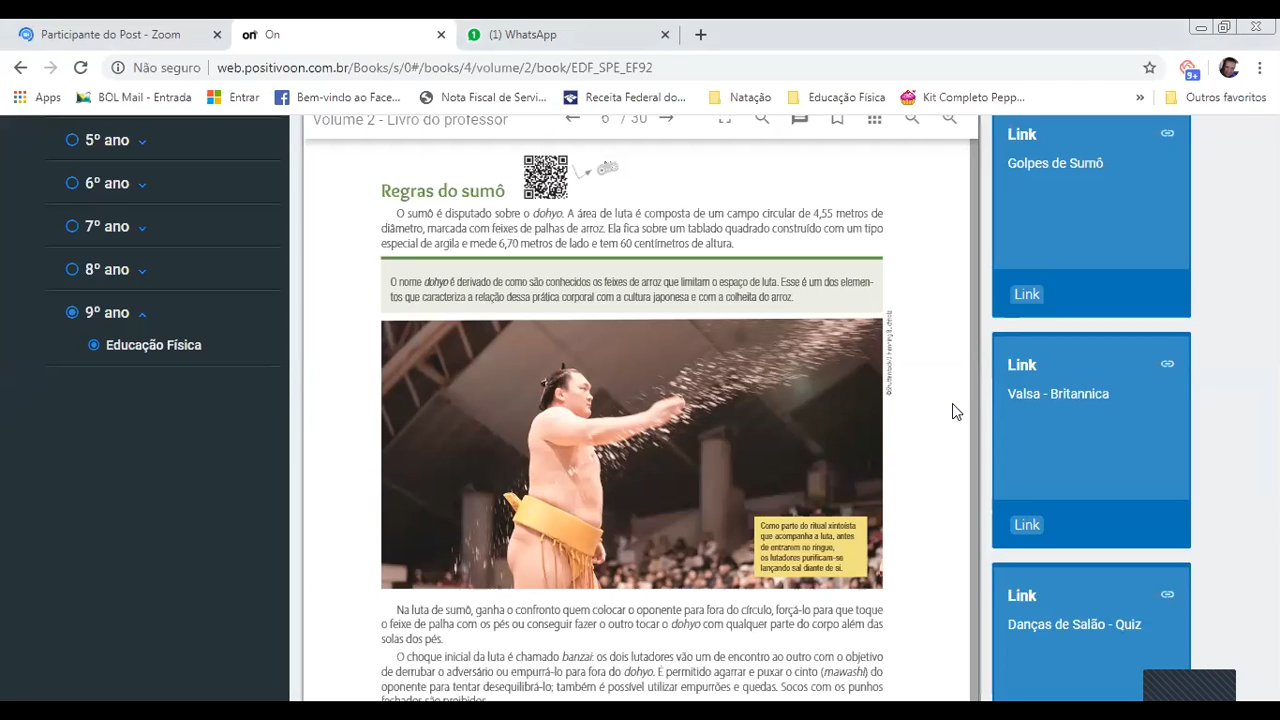 Participante do Post - Zoom
On
(1) WhatsApp
Não seguro
web.positivoon.com.br/Books/s/0#/books/4/volume/2/book/EDF_SPE_EF92
9+
Apps
BOL Mail - Entrada
Entrar
Bem-vindo ao Face...
Nota Fiscal de Servi...
Receita Federal do...
Natação
Educação Física
Kit Completo Pepp...
Outros favoritos
5º ano
6º ano
7º ano
8º ano
9º ano
Educação Física
Volume 2 - Livro do professor
6 / 30
Regras do sumô
O sumô é disputado sobre o dohyo. A área de luta é composta de um campo circular de 4,55 metros de
diâmetro, marcada com feixes de palhas de arroz. Ela fica sobre um tablado quadrado construído com um tipo
especial de argila e mede 6,70 metros de lado e tem 60 centímetros de altura.
O nome dohyo é derivado de como são conhecidos os feixes de arroz que limitam o espaço de luta. Esse é um dos elemen-
tos que caracteriza a relação dessa prática corporal com a cultura japonesa e com a colheita do arroz.
Como parte do ritual xintoísta
que acompanha a luta, antes
de entrarem no ringue,
os lutadores purificam-se
lançando sal diante de si.
Na luta de sumô, ganha o confronto quem colocar o oponente para fora do círculo, forçá-lo para que toque
o feixe de palha com os pés ou conseguir fazer o outro tocar o dohyo com qualquer parte do corpo além das
solas dos pés.
O choque inicial da luta é chamado banzai: os dois lutadores vão um de encontro ao outro com o objetivo
de derrubar o adversário ou empurrá-lo para fora do dohyo. É permitido agarrar e puxar o cinto (mawashi) do
oponente para tentar desequilibrá-lo; também é possível utilizar empurrões e quedas. Socos com os punhos
fechados são proibidos.
Link
Golpes de Sumô
Link
Link
Valsa - Britannica
Link
Link
Danças de Salão - Quiz